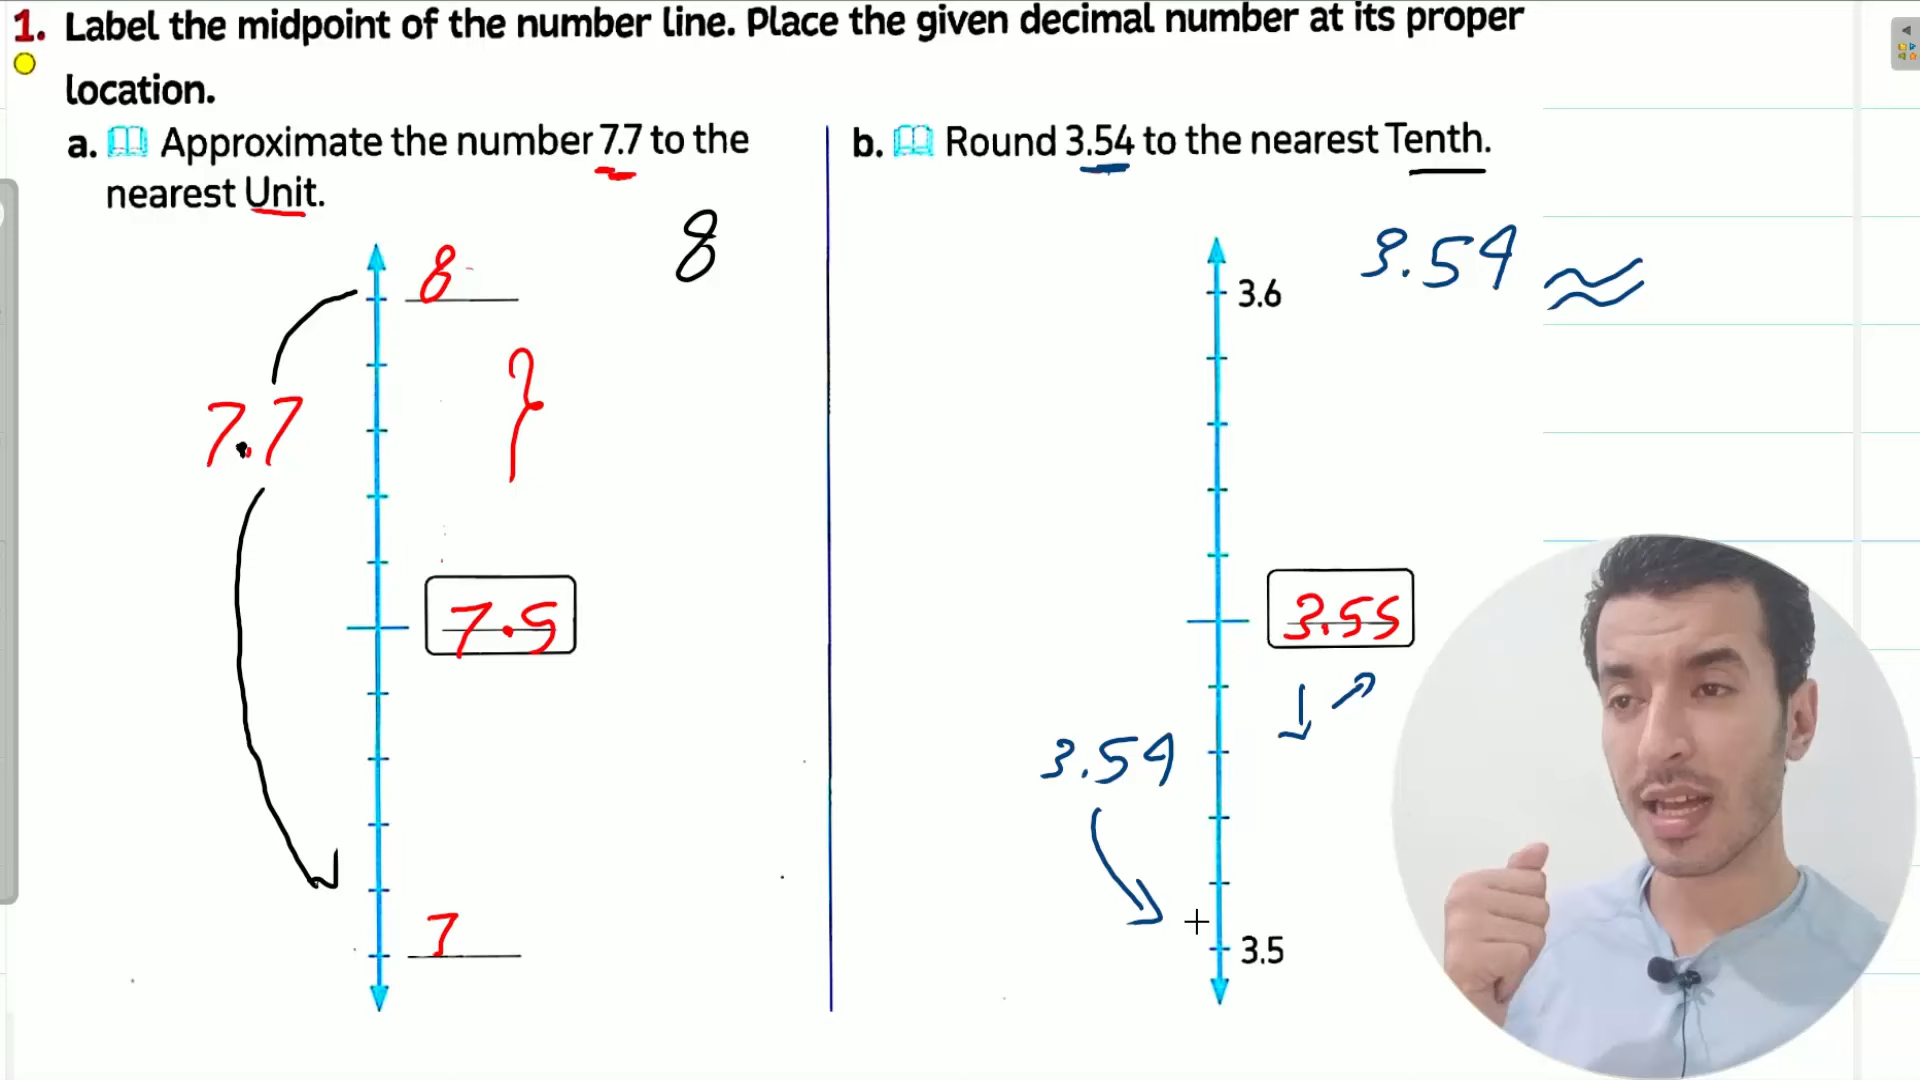 1. Label the midpoint of the number line. Place the given decimal number at its proper
location.
a. Approximate the number 7.7 to the
nearest Unit.
8
8
7.7
7.5
7
b. Round 3.54 to the nearest Tenth.
3.54 ≈
3.6
3.55
3.54
3.5